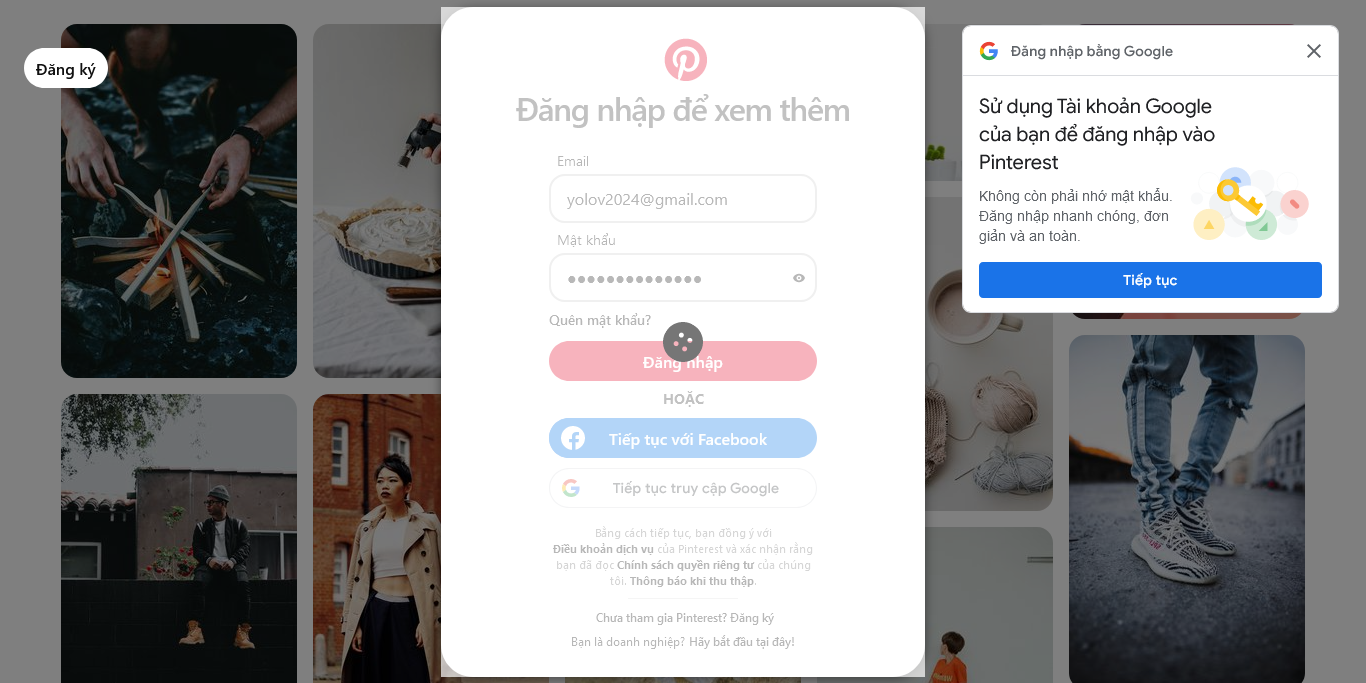 Đăng ký
Đăng nhập để xem thêm
Email
yolov2024@gmail.com
Mật khẩu
Quên mật khẩu?
Đăng nhập
HOẶC
Tiếp tục với Facebook
Tiếp tục truy cập Google
Bằng cách tiếp tục, bạn đồng ý với
Điều khoản dịch vụ của Pinterest và xác nhận rằng
bạn đã đọc Chính sách quyền riêng tư của chúng
tôi. Thông báo khi thu thập.
Chưa tham gia Pinterest? Đăng ký
Bạn là doanh nghiệp? Hãy bắt đầu tại đây!
Đăng nhập bằng Google
Sử dụng Tài khoản Google
của bạn để đăng nhập vào
Pinterest
Không còn phải nhớ mật khẩu.
Đăng nhập nhanh chóng, đơn
giản và an toàn.
Tiếp tục